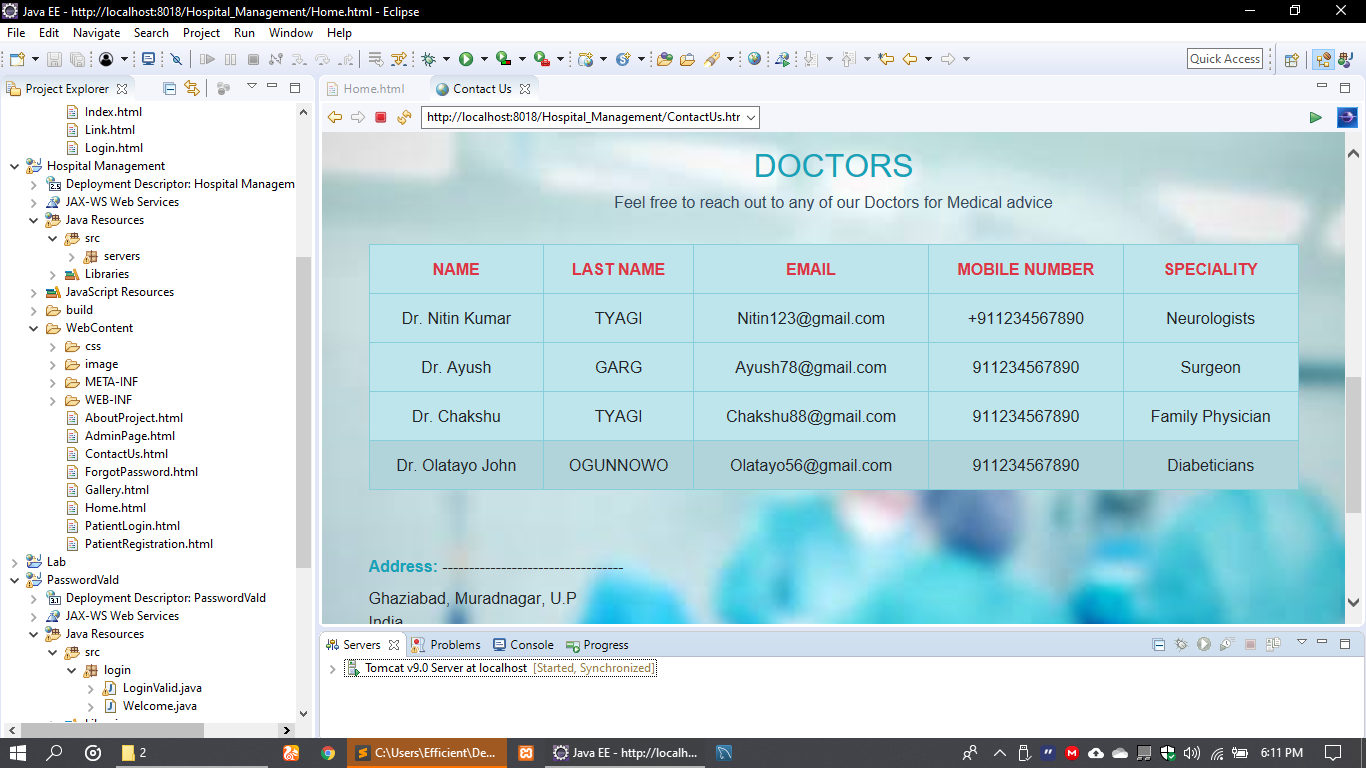 Java EE - http://localhost:8018/Hospital_Management/Home.html - Eclipse
File Edit Navigate Search Project Run Window Help
Quick Access
Project Explorer
Index.html
Link.html
Login.html
Hospital Management
Deployment Descriptor: Hospital Managem
JAX-WS Web Services
Java Resources
src
servers
Libraries
JavaScript Resources
build
WebContent
css
image
META-INF
WEB-INF
AboutProject.html
AdminPage.html
ContactUs.html
ForgotPassword.html
Gallery.html
Home.html
PatientLogin.html
PatientRegistration.html
Lab
PasswordVald
Deployment Descriptor: PasswordVald
JAX-WS Web Services
Java Resources
src
login
LoginValid.java
Welcome.java
Home.html Contact Us
http://localhost:8018/Hospital_Management/ContactUs.htr
DOCTORS
Feel free to reach out to any of our Doctors for Medical advice
NAME LAST NAME EMAIL MOBILE NUMBER SPECIALITY
Dr. Nitin Kumar TYAGI Nitin123@gmail.com +911234567890 Neurologists
Dr. Ayush GARG Ayush78@gmail.com 911234567890 Surgeon
Dr. Chakshu TYAGI Chakshu88@gmail.com 911234567890 Family Physician
Dr. Olatayo John OGUNNOWO Olatayo56@gmail.com 911234567890 Diabeticians
Address: ----------------------------------
Ghaziabad, Muradnagar, U.P
India
Servers Problems Console Progress
Tomcat v9.0 Server at localhost [Started, Synchronized]
2 C:\Users\Efficient\De... Java EE - http://localh... 6:11 PM